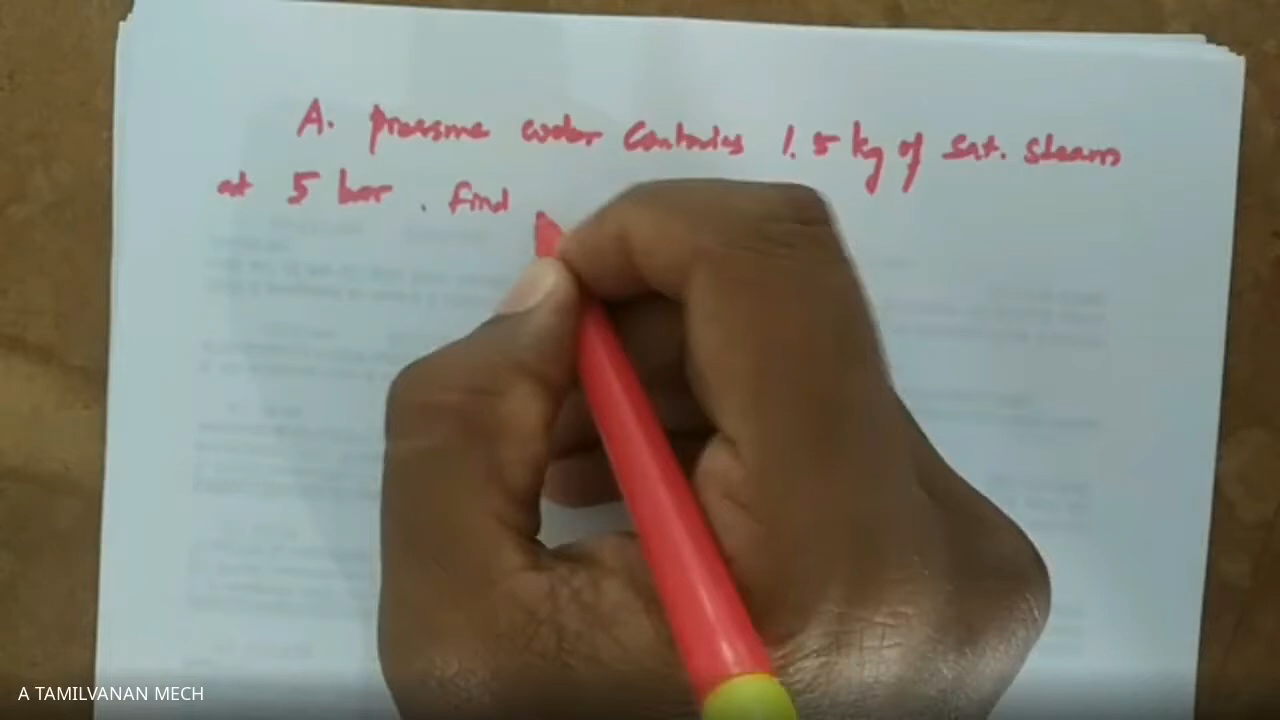 A. pressure cooker contains 1.5 kg of sat. steam
at 5 bar. find
A TAMILVANAN MECH